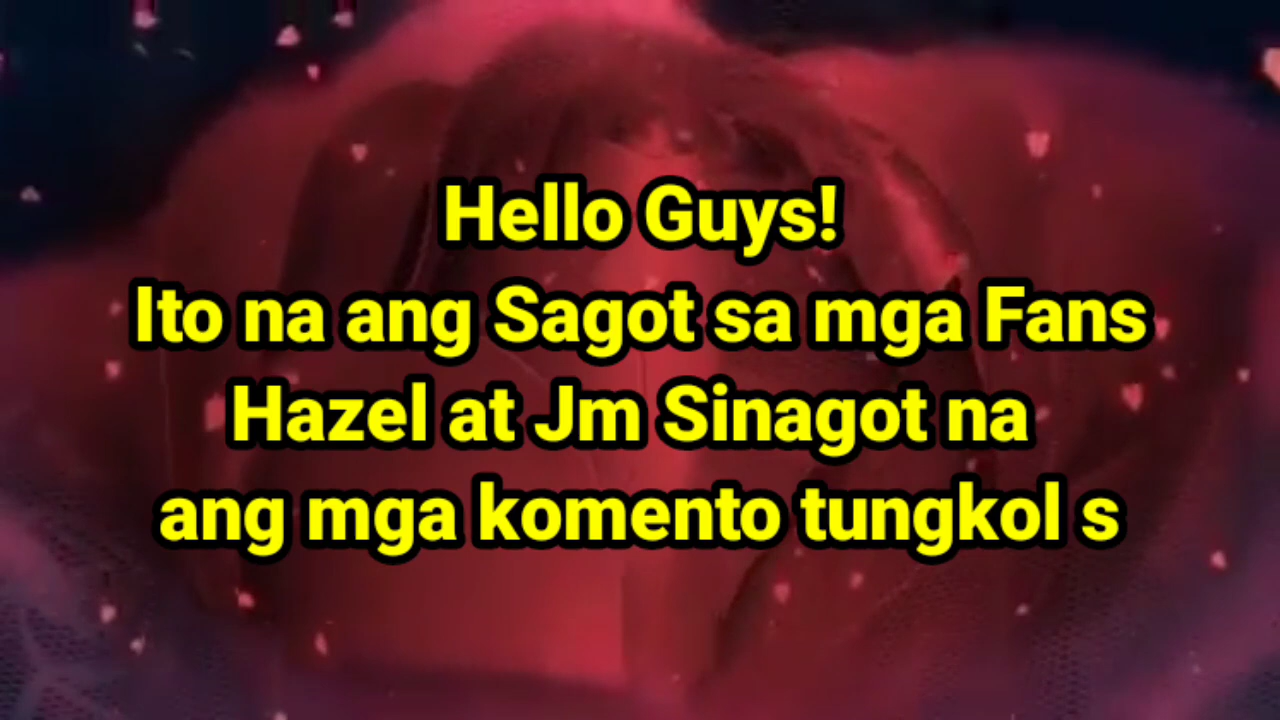 Hello Guys!
Ito na ang Sagot sa mga Fans
Hazel at Jm Sinagot na
ang mga komento tungkol s